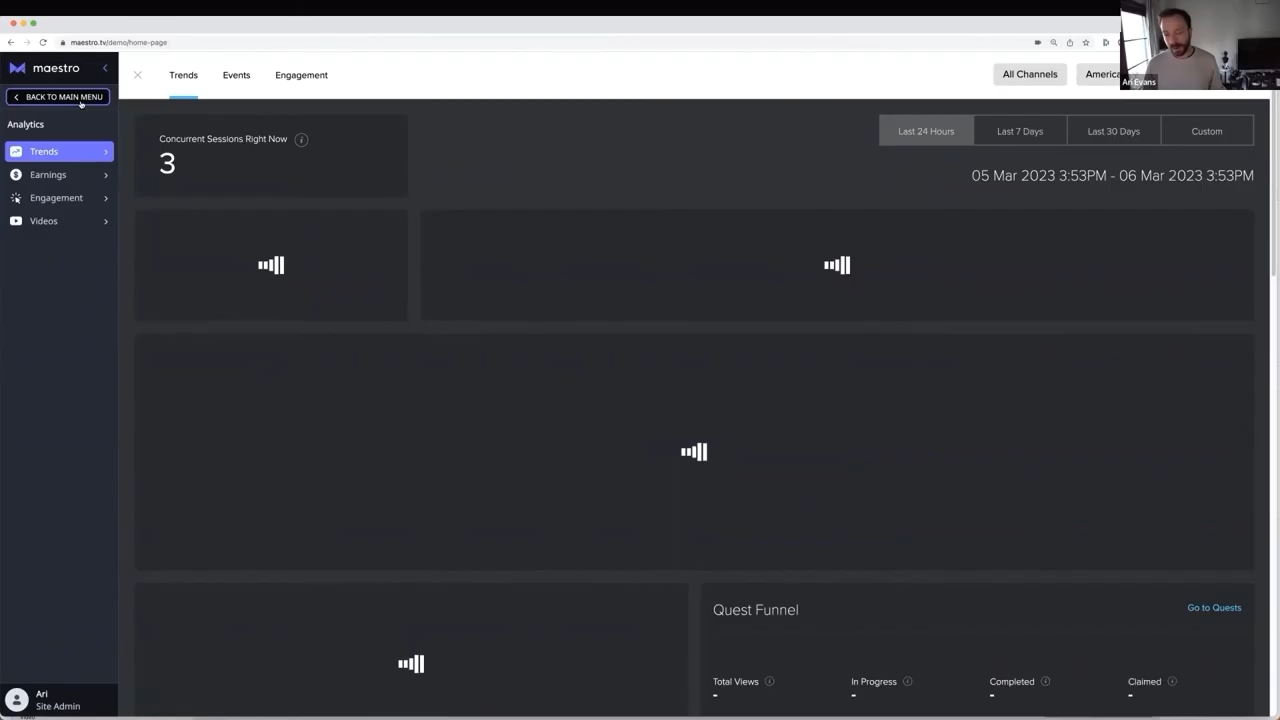 maestro.tv/demo/home-page
maestro
BACK TO MAIN MENU
Analytics
Trends
Earnings
Engagement
Videos
Ari
Site Admin
Trends
Events
Engagement
All Channels
America
Ari Evans
Concurrent Sessions Right Now
3
Last 24 Hours
Last 7 Days
Last 30 Days
Custom
05 Mar 2023 3:53PM - 06 Mar 2023 3:53PM
Quest Funnel
Go to Quests
Total Views
In Progress
Completed
Claimed
-
-
-
-